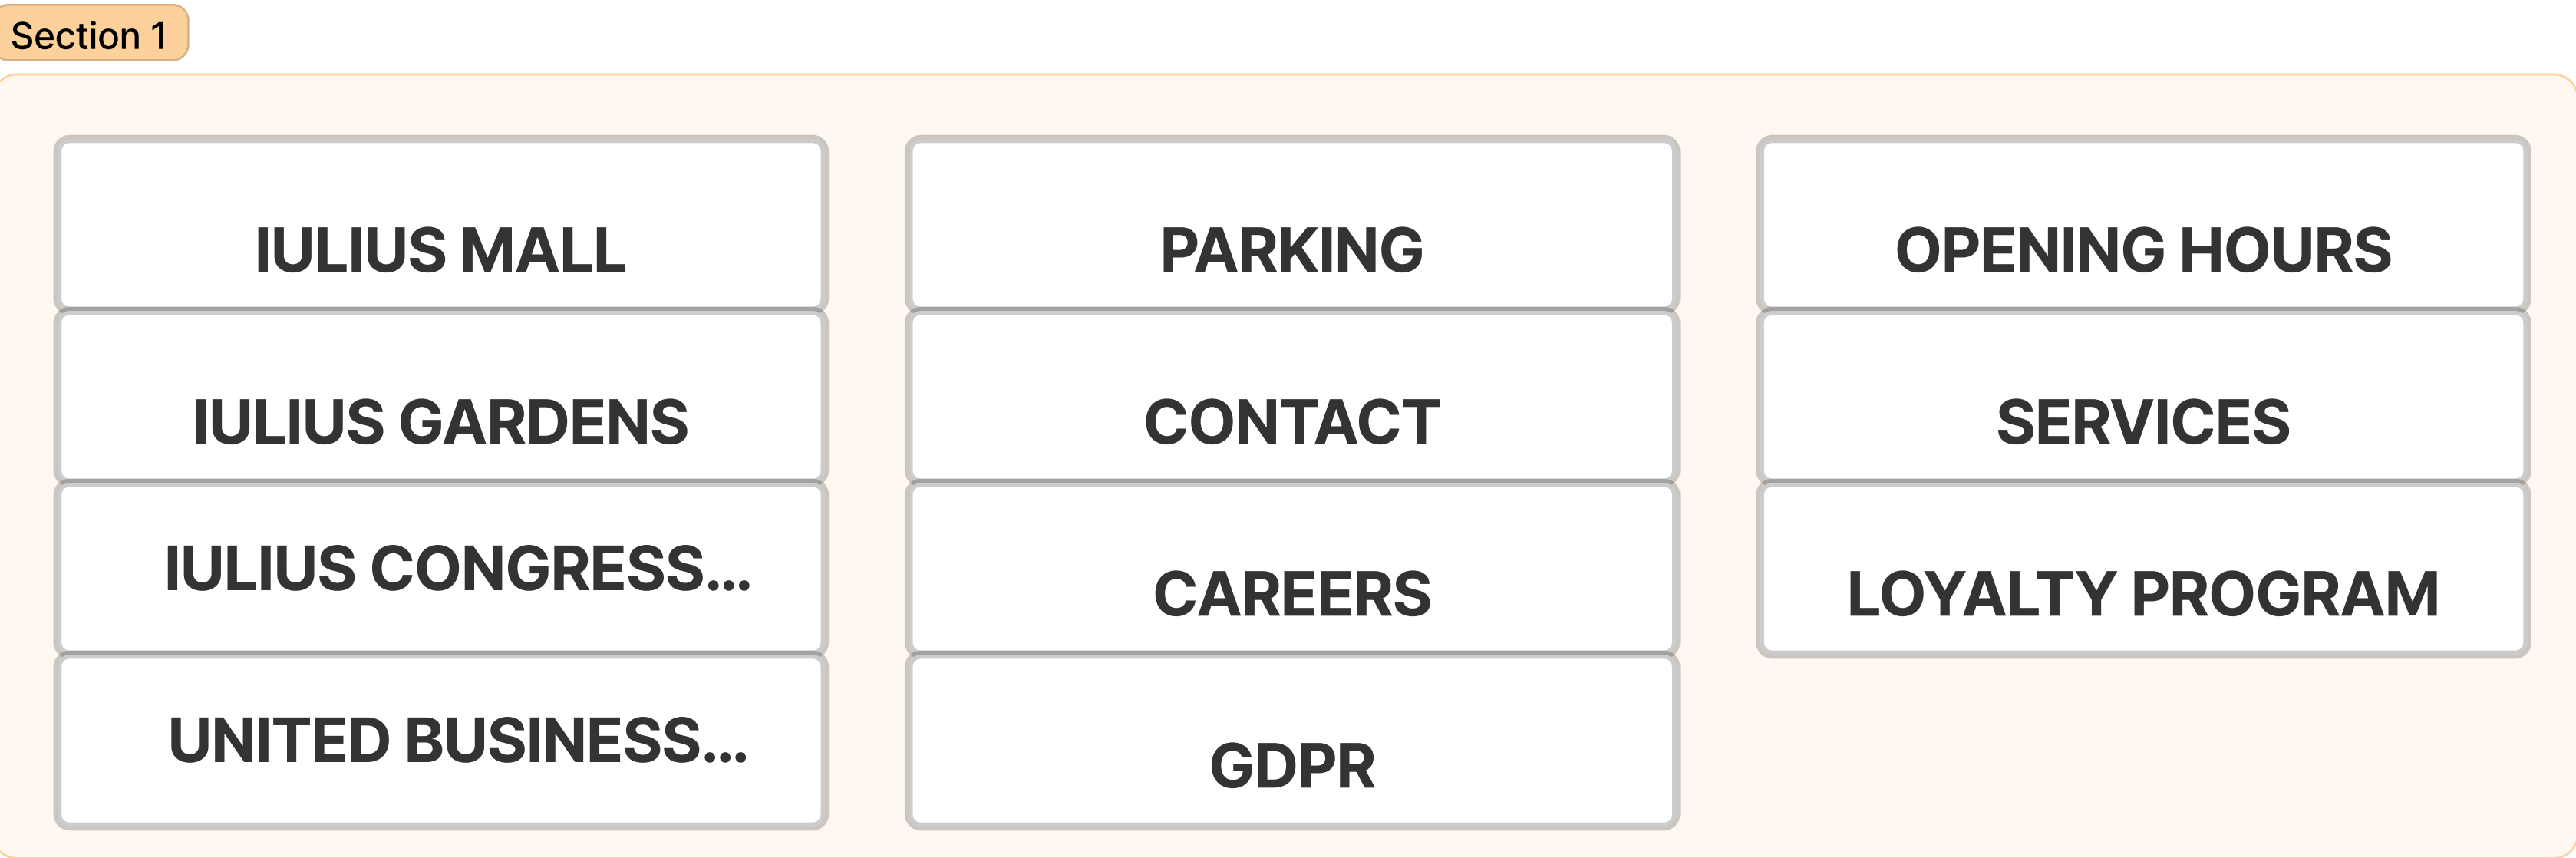 Section 1
IULIUS MALL
IULIUS GARDENS
IULIUS CONGRESS...
UNITED BUSINESS...
PARKING
CONTACT
CAREERS
GDPR
OPENING HOURS
SERVICES
LOYALTY PROGRAM